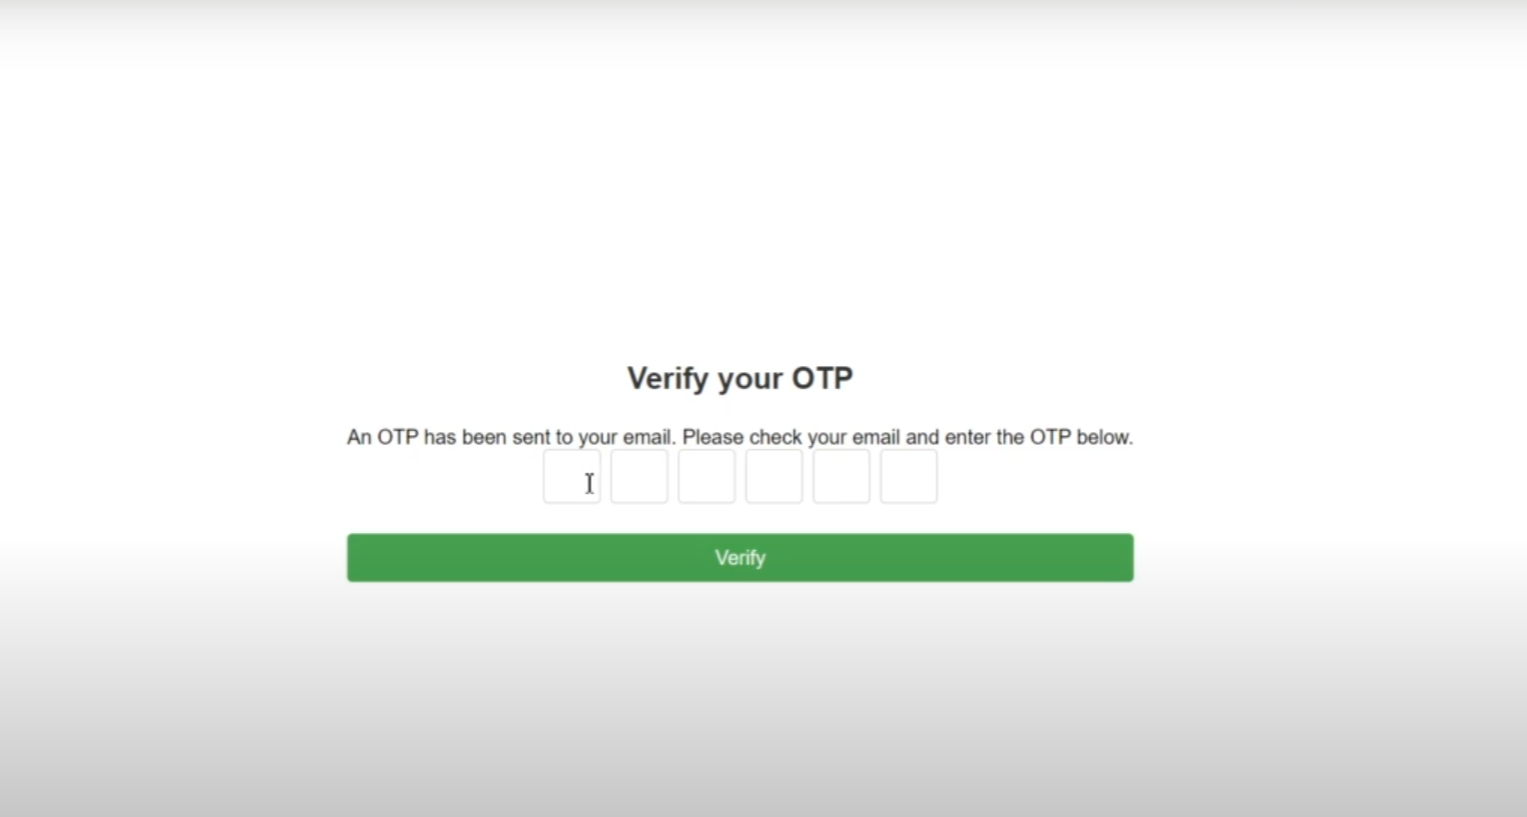 Verify your OTP
An OTP has been sent to your email. Please check your email and enter the OTP below.
Verify